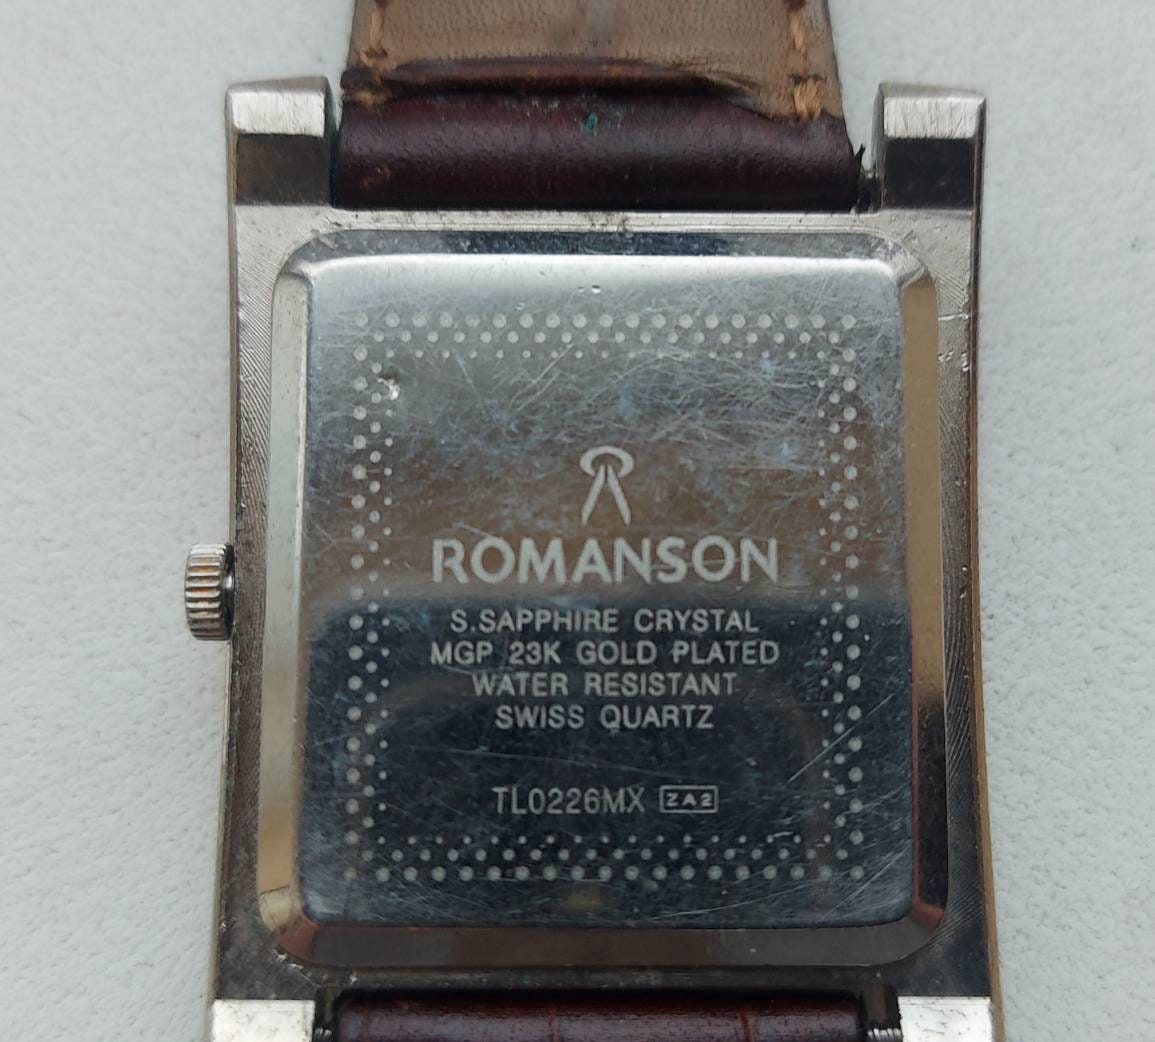 ROMANSON
S.SAPPHIRE CRYSTAL
MGP 23K GOLD PLATED
WATER RESISTANT
SWISS QUARTZ
TL0226MX ZA2